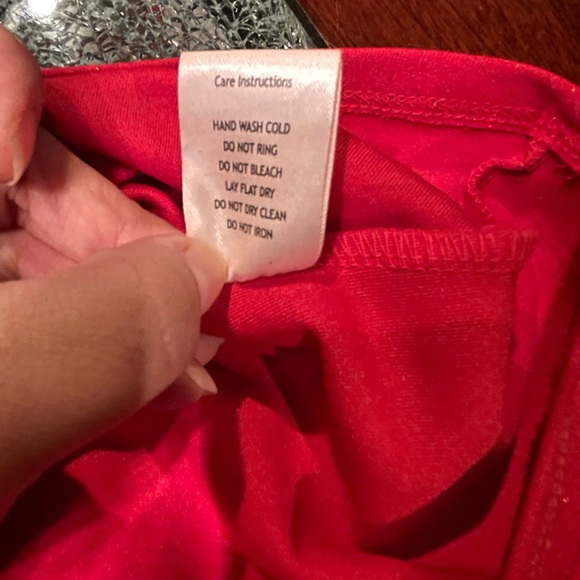 Care Instructions
HAND WASH COLD
DO NOT RING
DO NOT BLEACH
LAY FLAT DRY
DO NOT DRY CLEAN
DO NOT IRON